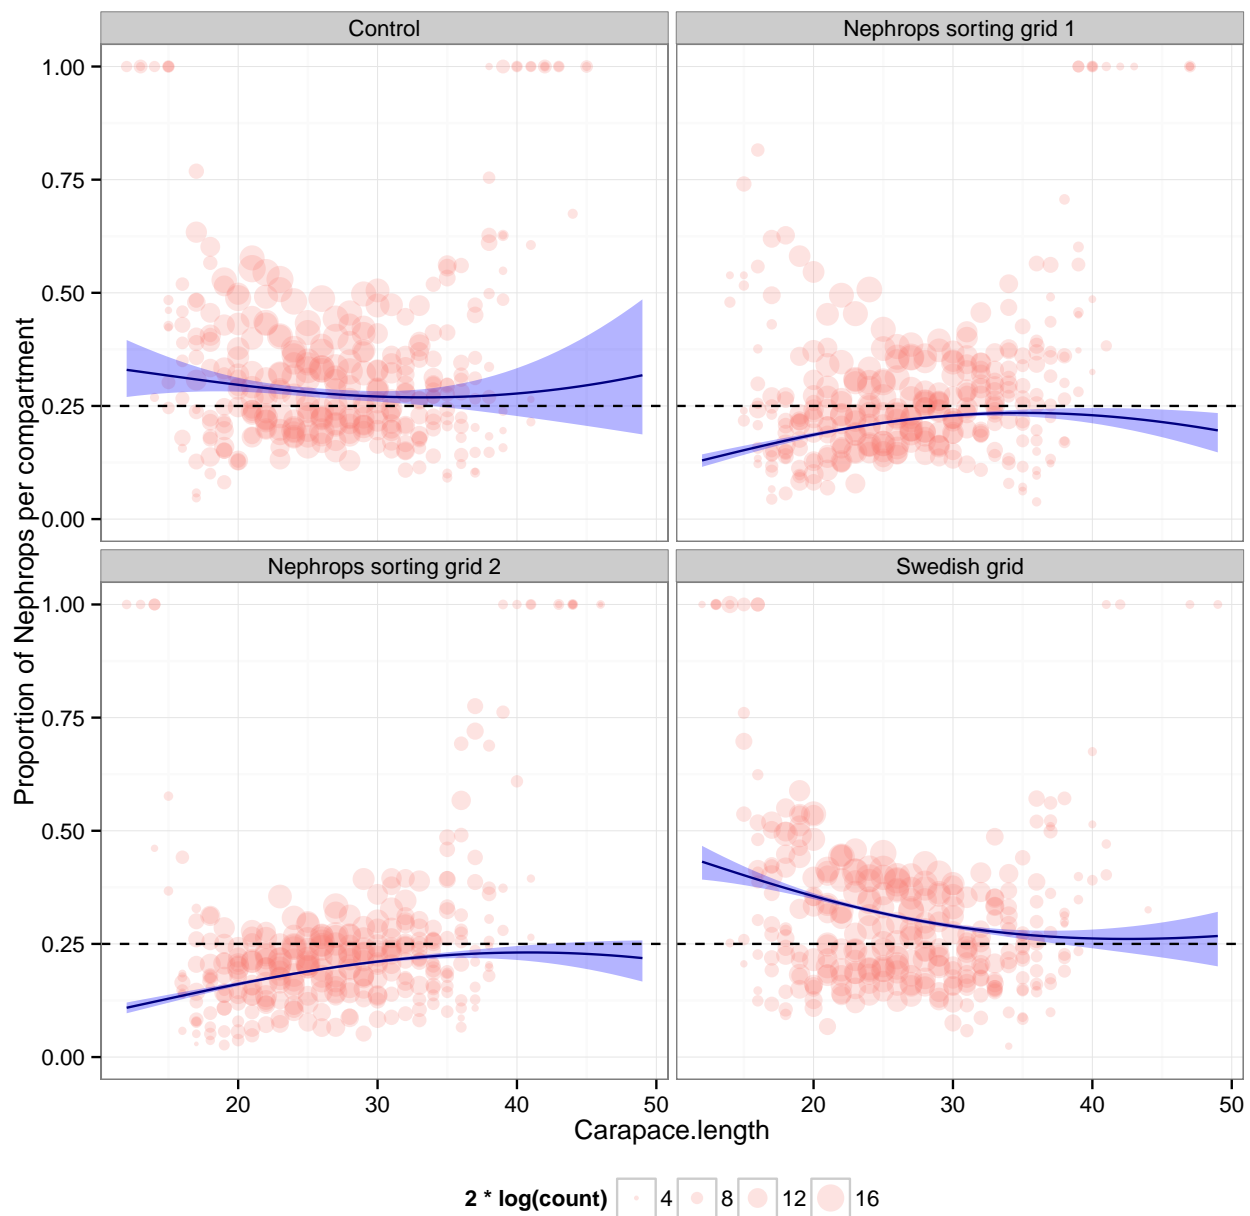 Control
Nephrops sorting grid 1
1.00
0.75
0.50
0.25
0.00
Nephrops sorting grid 2
Swedish grid
1.00
0.75
0.50
0.25
0.00
Proportion of Nephrops per compartment
20 30 40 50
20 30 40 50
Carapace.length
2 * log(count) 4 8 12 16